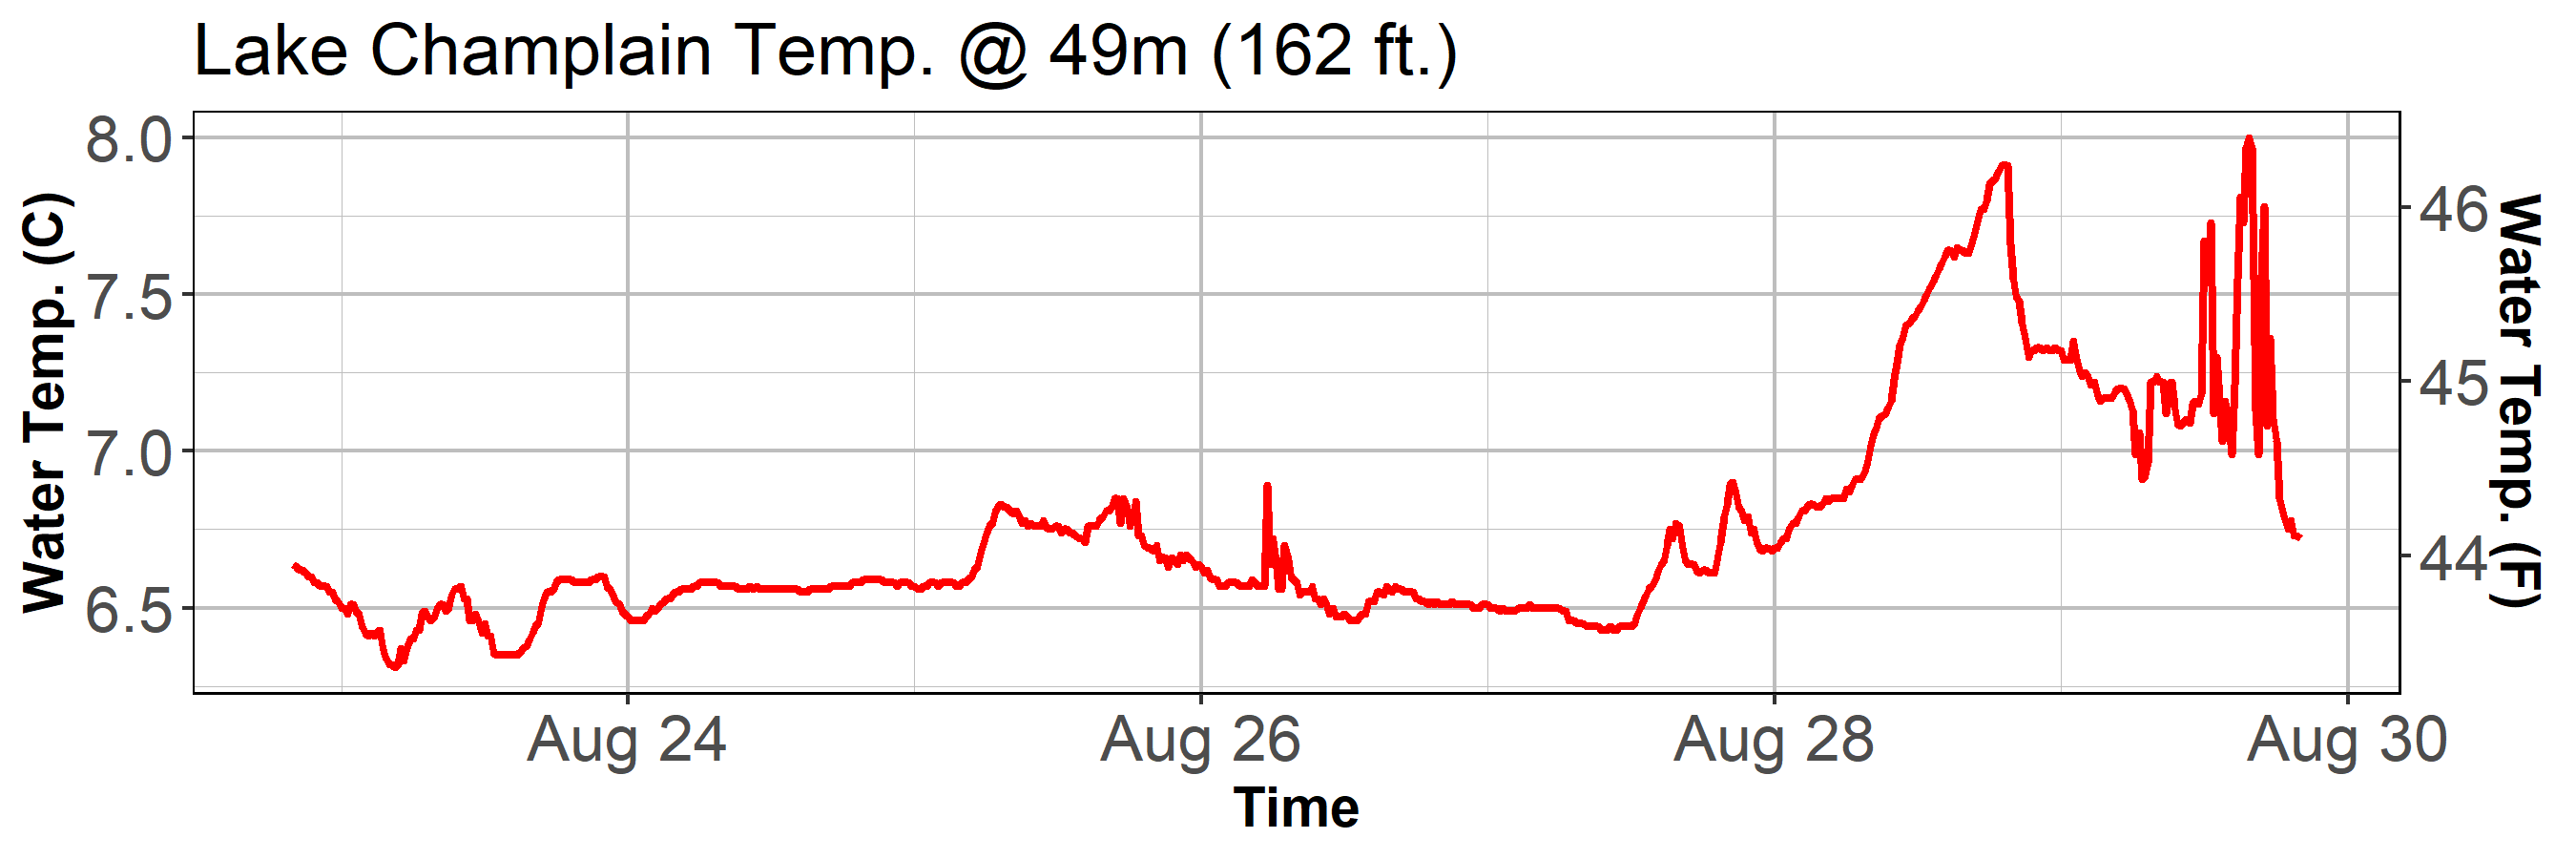 Lake Champlain Temp. @ 49m (162 ft.)
Water Temp. (C)
8.0
7.5
7.0
6.5
46
45
44
Water Temp. (F)
Aug 24
Aug 26
Aug 28
Aug 30
Time